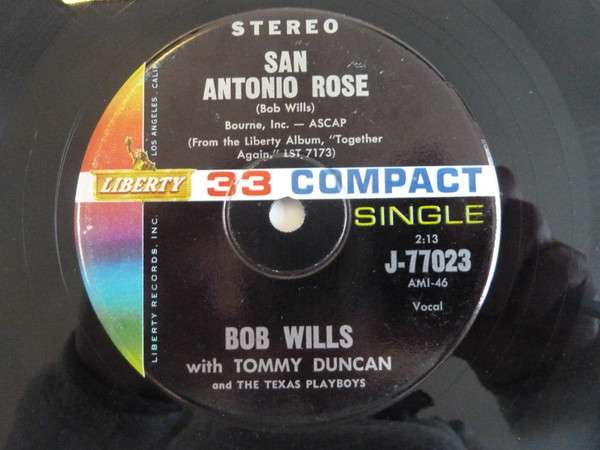 STEREO
SAN
ANTONIO ROSE
(Bob Wills)
Bourne, Inc. — ASCAP
(From the Liberty Album, "Together
Again," LST 7173)
LIBERTY
33 COMPACT
SINGLE
2:13
J-77023
AMI-46
Vocal
BOB WILLS
with TOMMY DUNCAN
and THE TEXAS PLAYBOYS
LIBERTY RECORDS, INC.
LOS ANGELES, CALIF.